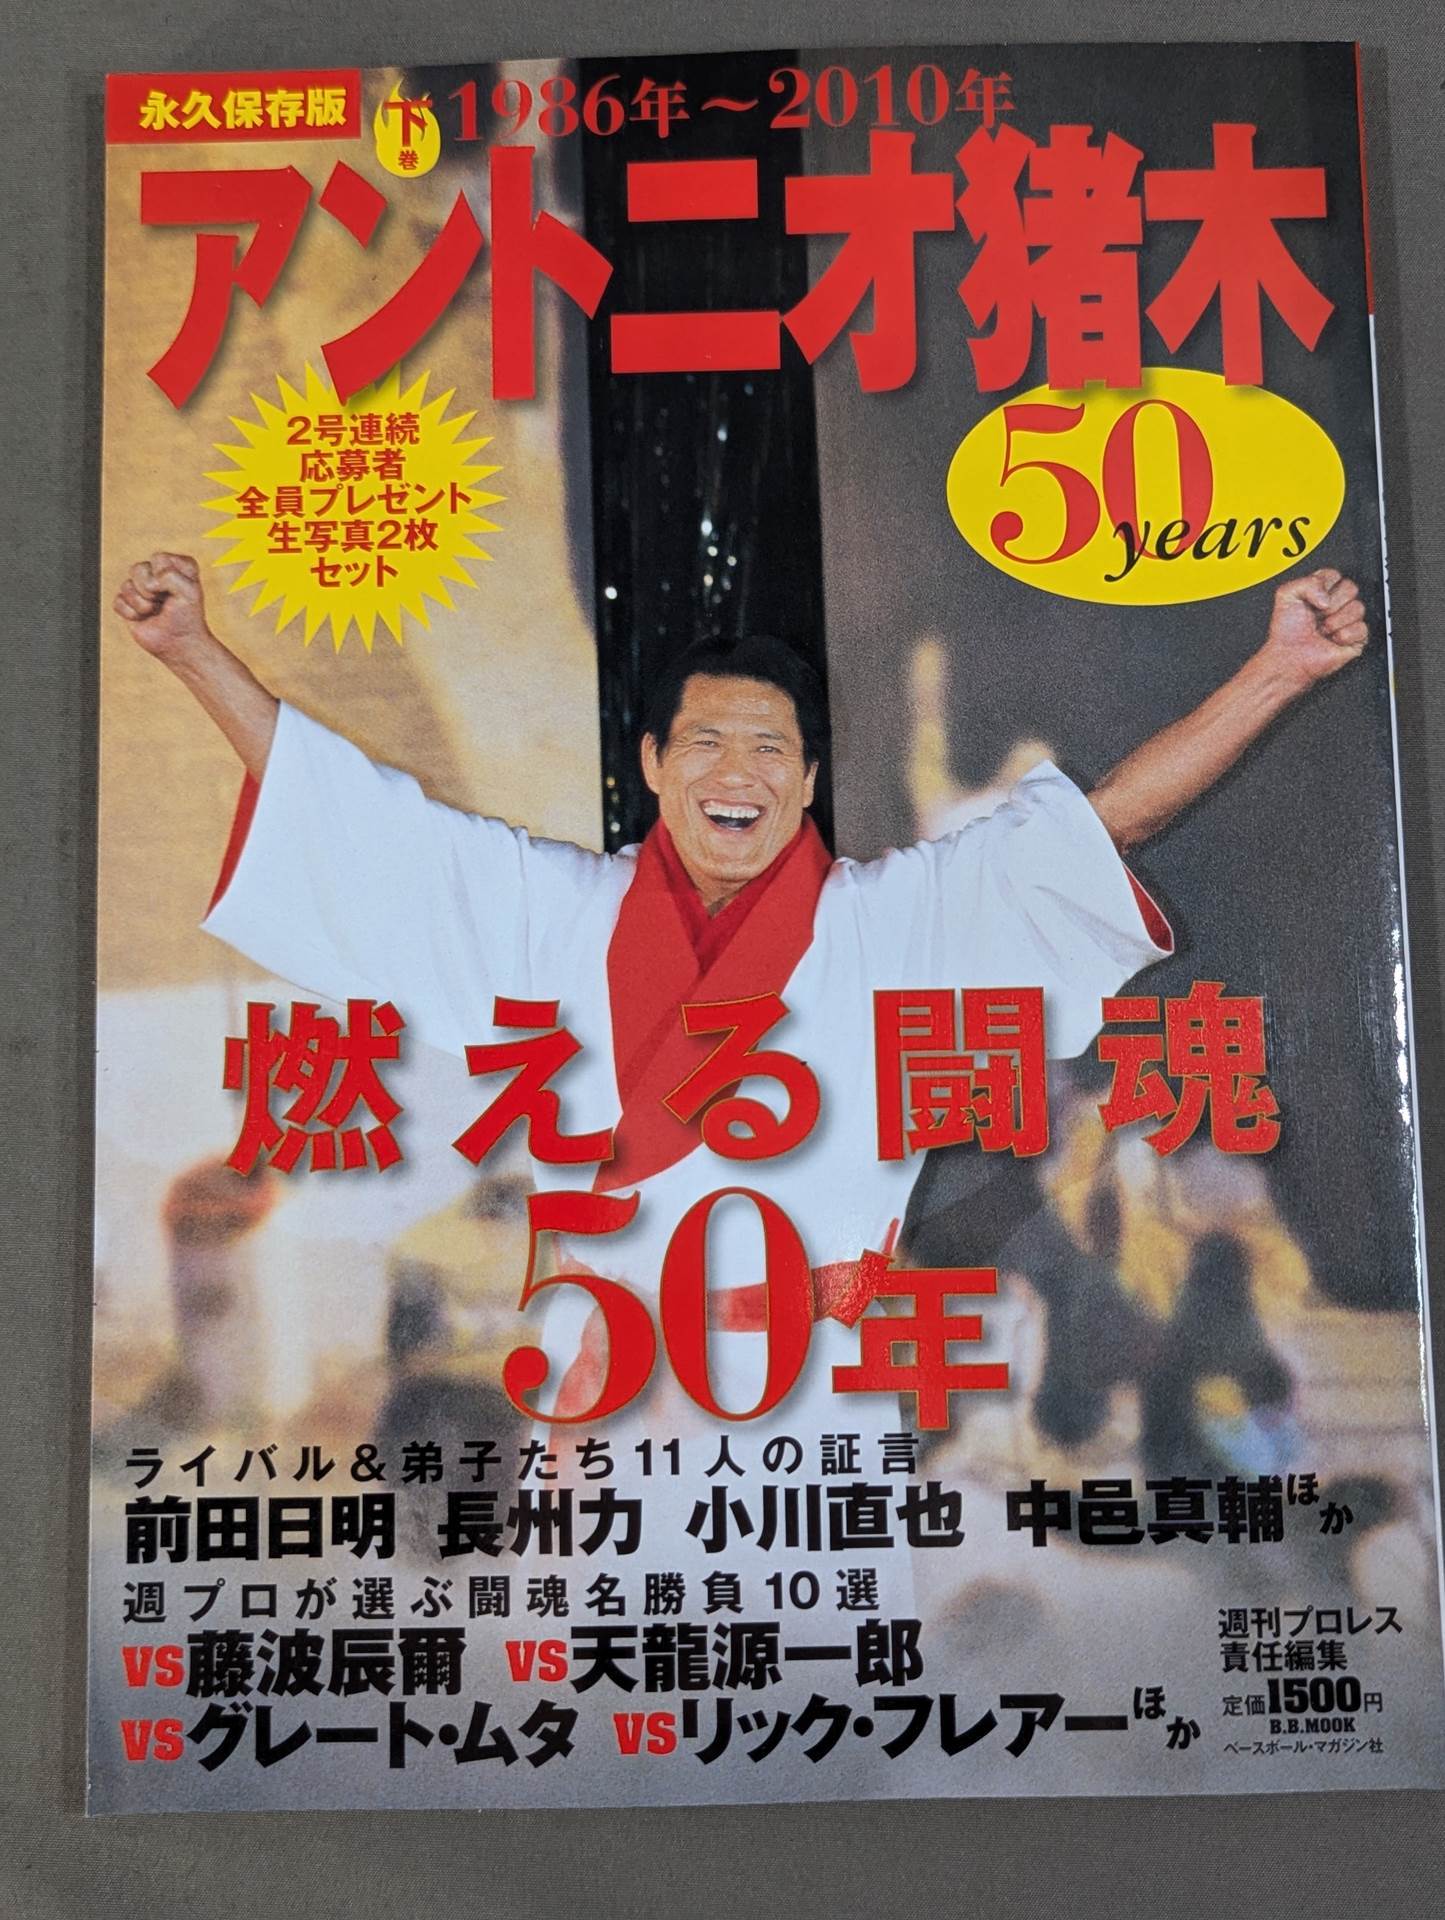 永久保存版
下巻
1986年～2010年
アントニオ猪木
50years
2号連続
応募者
全員プレゼント
生写真2枚
セット
燃える闘魂
50年
ライバル&弟子たち11人の証言
前田日明 長州力 小川直也 中邑真輔ほか
週プロが選ぶ闘魂名勝負10選
vs藤波辰爾 vs天龍源一郎
vsグレート・ムタ vsリック・フレアーほか
週刊プロレス
責任編集
定価1500円
B.B.MOOK
ベースボール・マガジン社